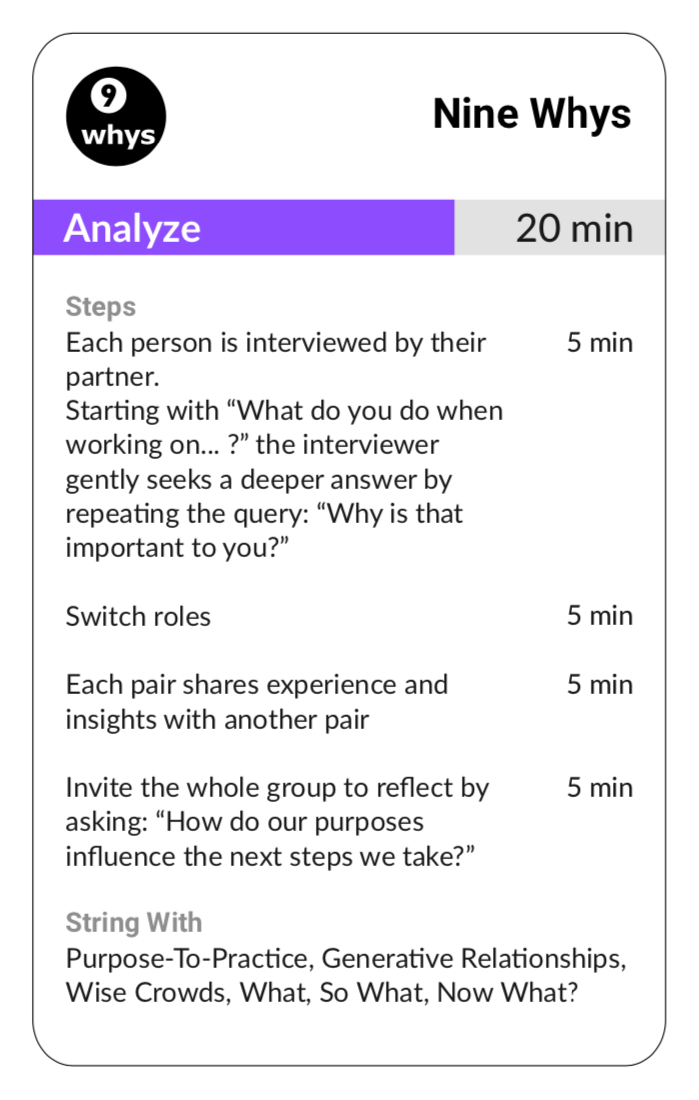 9
whys
Nine Whys
Analyze
20 min
Steps
Each person is interviewed by their 5 min
partner.
Starting with “What do you do when
working on... ?” the interviewer
gently seeks a deeper answer by
repeating the query: “Why is that
important to you?”
Switch roles 5 min
Each pair shares experience and 5 min
insights with another pair
Invite the whole group to reflect by 5 min
asking: “How do our purposes
influence the next steps we take?”
String With
Purpose-To-Practice, Generative Relationships,
Wise Crowds, What, So What, Now What?